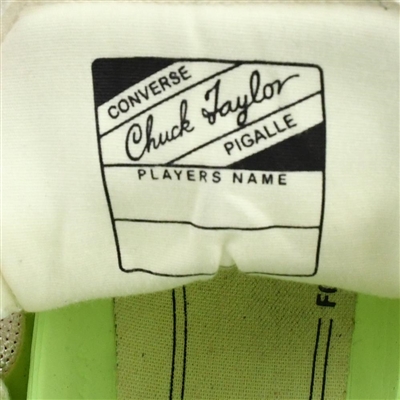 CONVERSE
Chuck Taylor
PIGALLE
PLAYERS NAME